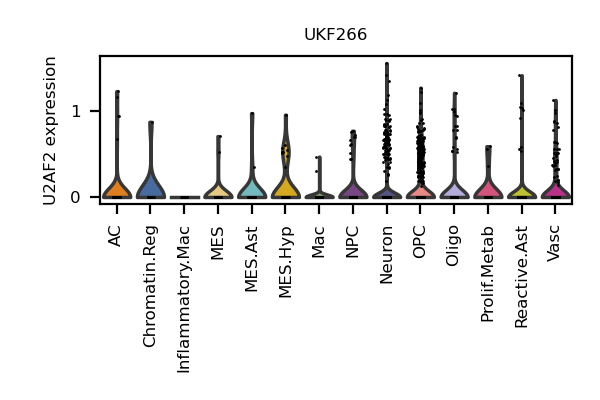 UKF266
U2AF2 expression
1
0
AC
Chromatin.Reg
Inflammatory.Mac
MES
MES.Ast
MES.Hyp
Mac
NPC
Neuron
OPC
Oligo
Prolif.Metab
Reactive.Ast
Vasc